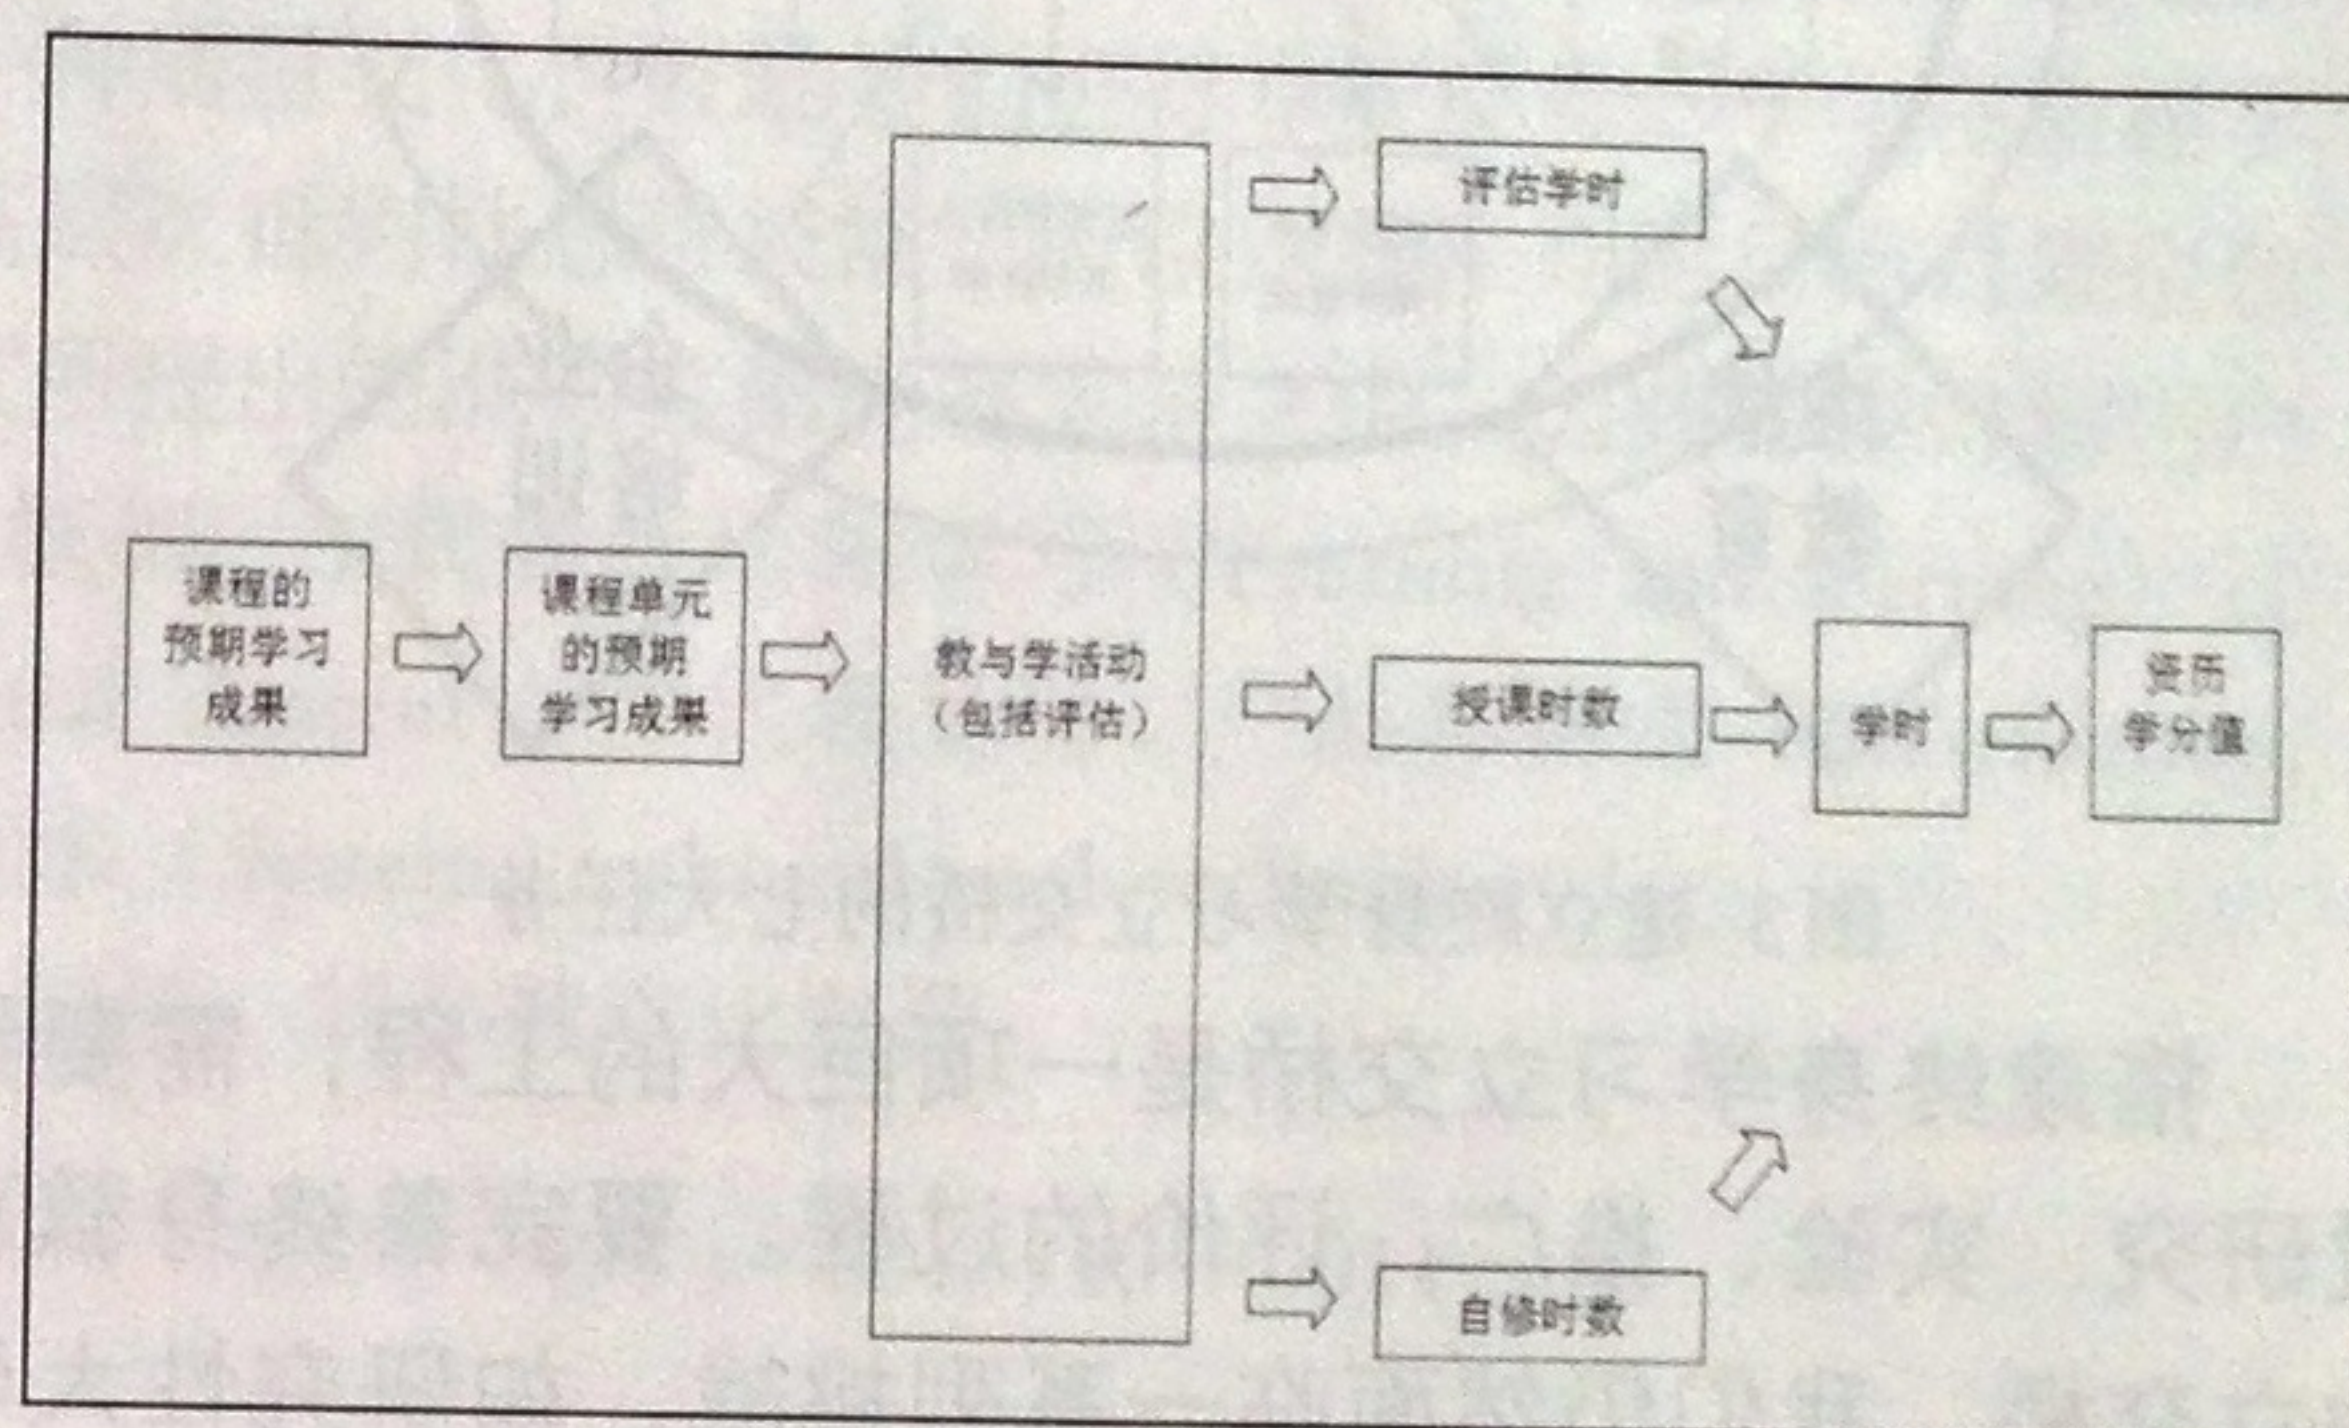 课程的
预期学习
成果
课程单元
的预期
学习成果
教与学活动
（包括评估）
评估学时
授课时数
自修时数
学时
资历
学分值